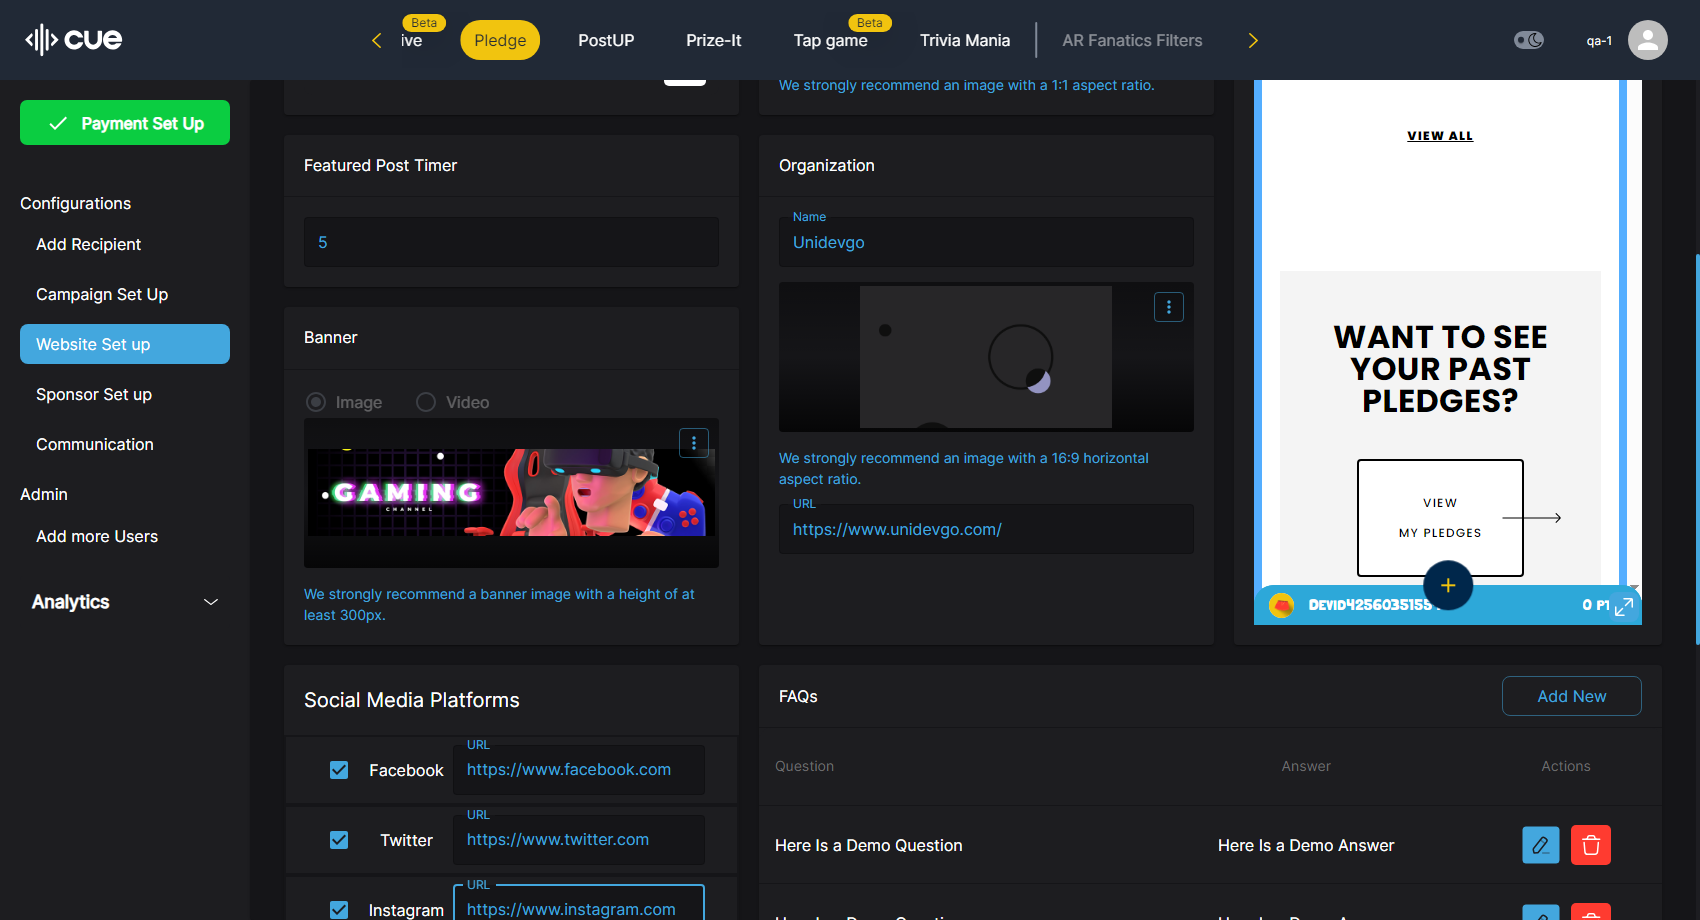 cue
Beta
ive
Pledge
PostUP
Prize-It
Beta
Tap game
Trivia Mania
AR Fanatics Filters
qa-1
Payment Set Up
Configurations
Add Recipient
Campaign Set Up
Website Set up
Sponsor Set up
Communication
Admin
Add more Users
Analytics
We strongly recommend an image with a 1:1 aspect ratio.
Featured Post Timer
5
Banner
Image
Video
GAMING
CHANNEL
We strongly recommend a banner image with a height of at
least 300px.
Organization
Name
Unidevgo
We strongly recommend an image with a 16:9 horizontal
aspect ratio.
URL
https://www.unidevgo.com/
VIEW ALL
WANT TO SEE
YOUR PAST
PLEDGES?
VIEW
MY PLEDGES
0 PT
Social Media Platforms
Facebook
URL
https://www.facebook.com
Twitter
URL
https://www.twitter.com
Instagram
URL
https://www.instagram.com
FAQs
Add New
Question
Answer
Actions
Here Is a Demo Question
Here Is a Demo Answer